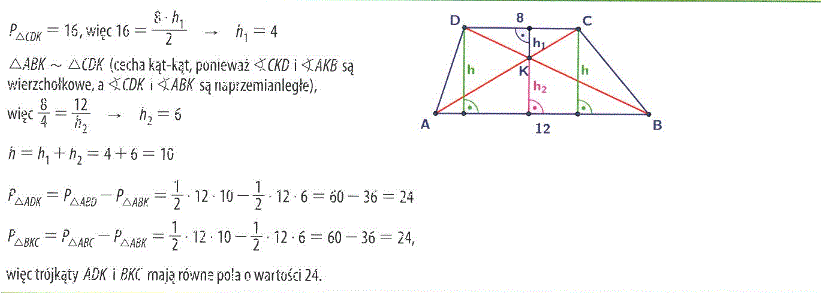 P△CDK = 16, więc 16 = 8 · h₁ / 2 → h₁ = 4
△ABK ~ △CDK (cecha kąt-kąt, ponieważ ∢CKD i ∢AKB są
wierzchołkowe, a ∢CDK i ∢ABK są naprzemianległe),
więc 8/4 = 12/h₂ → h₂ = 6
h = h₁ + h₂ = 4 + 6 = 10
P△ADK = P△ABD − P△ABK = 1/2 · 12 · 10 − 1/2 · 12 · 6 = 60 − 36 = 24
P△BKC = P△ABC − P△ABK = 1/2 · 12 · 10 − 1/2 · 12 · 6 = 60 − 36 = 24,
więc trójkąty ADK i BKC mają równe pola o wartości 24.
D 8 C
h₁
h K h
h₂
A 12 B